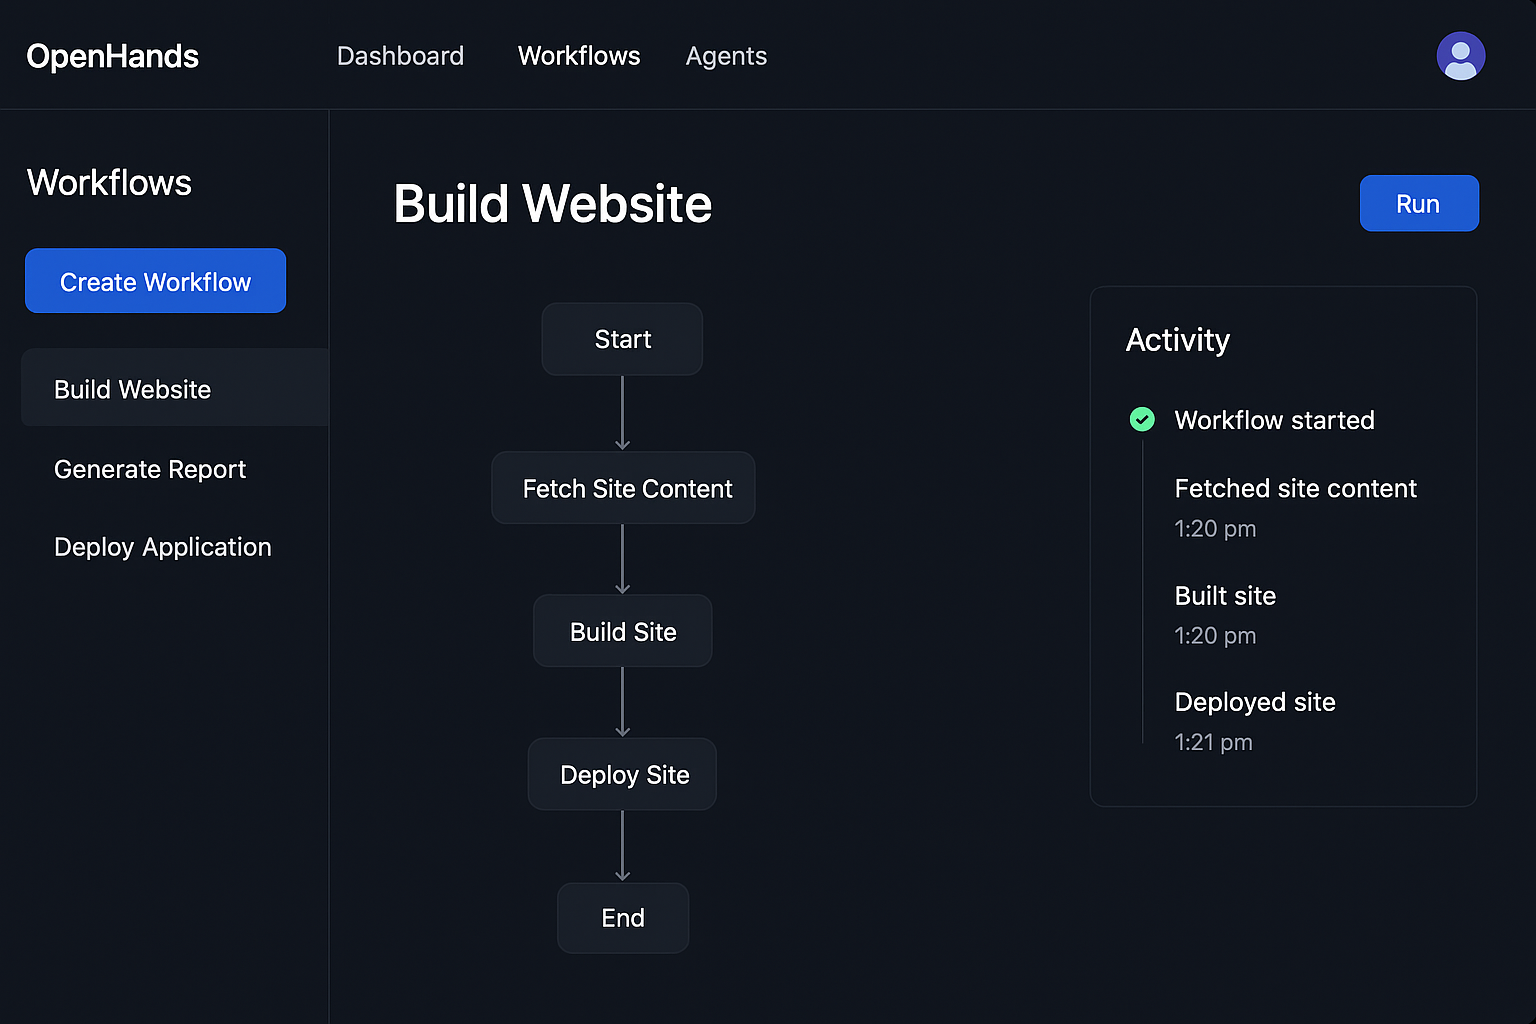 OpenHands
Dashboard
Workflows
Agents
Workflows
Create Workflow
Build Website
Generate Report
Deploy Application
Build Website
Run
Start
Fetch Site Content
Build Site
Deploy Site
End
Activity
Workflow started
Fetched site content
1:20 pm
Built site
1:20 pm
Deployed site
1:21 pm